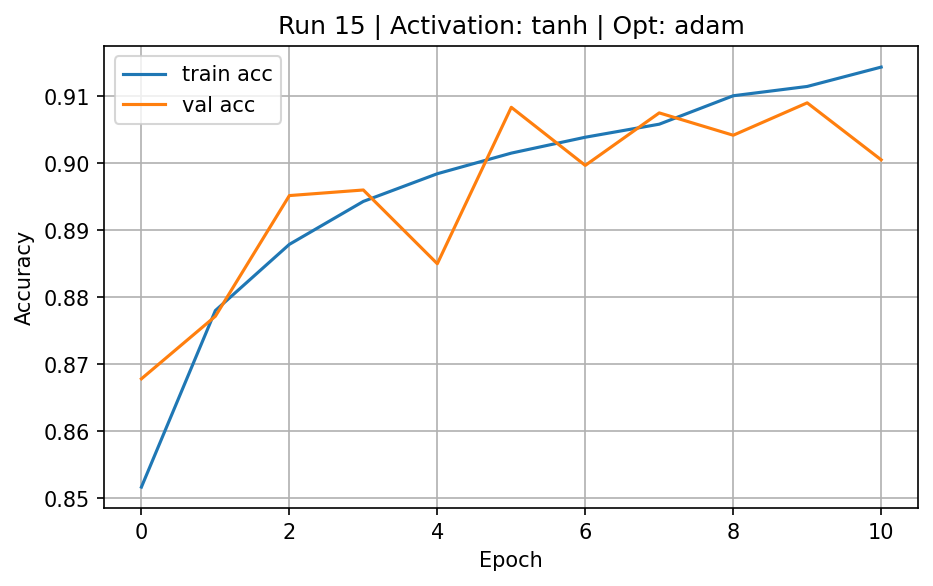 Run 15 | Activation: tanh | Opt: adam
train acc
val acc
0.91
0.90
0.89
0.88
0.87
0.86
0.85
Accuracy
0 2 4 6 8 10
Epoch